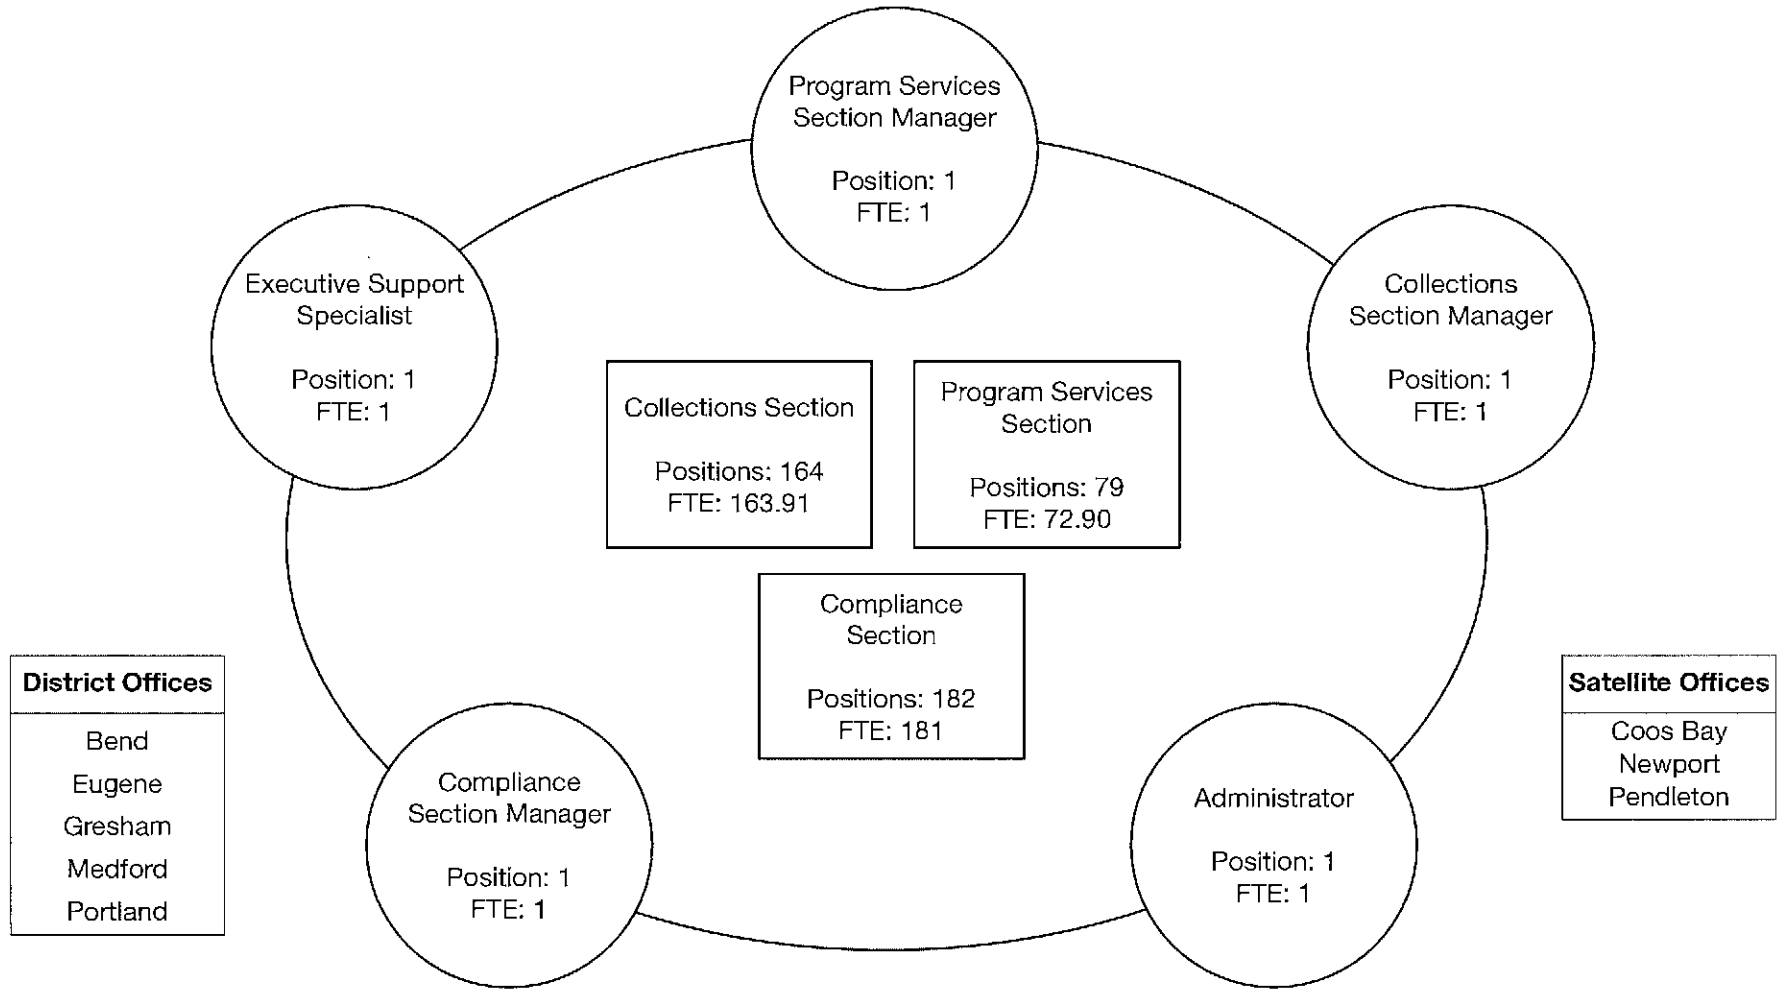 Program Services
Section Manager
Position: 1
FTE: 1
Executive Support
Specialist
Position: 1
FTE: 1
Collections
Section Manager
Position: 1
FTE: 1
Collections Section
Positions: 164
FTE: 163.91
Program Services
Section
Positions: 79
FTE: 72.90
Compliance
Section
Positions: 182
FTE: 181
District Offices
Bend
Eugene
Gresham
Medford
Portland
Compliance
Section Manager
Position: 1
FTE: 1
Administrator
Position: 1
FTE: 1
Satellite Offices
Coos Bay
Newport
Pendleton